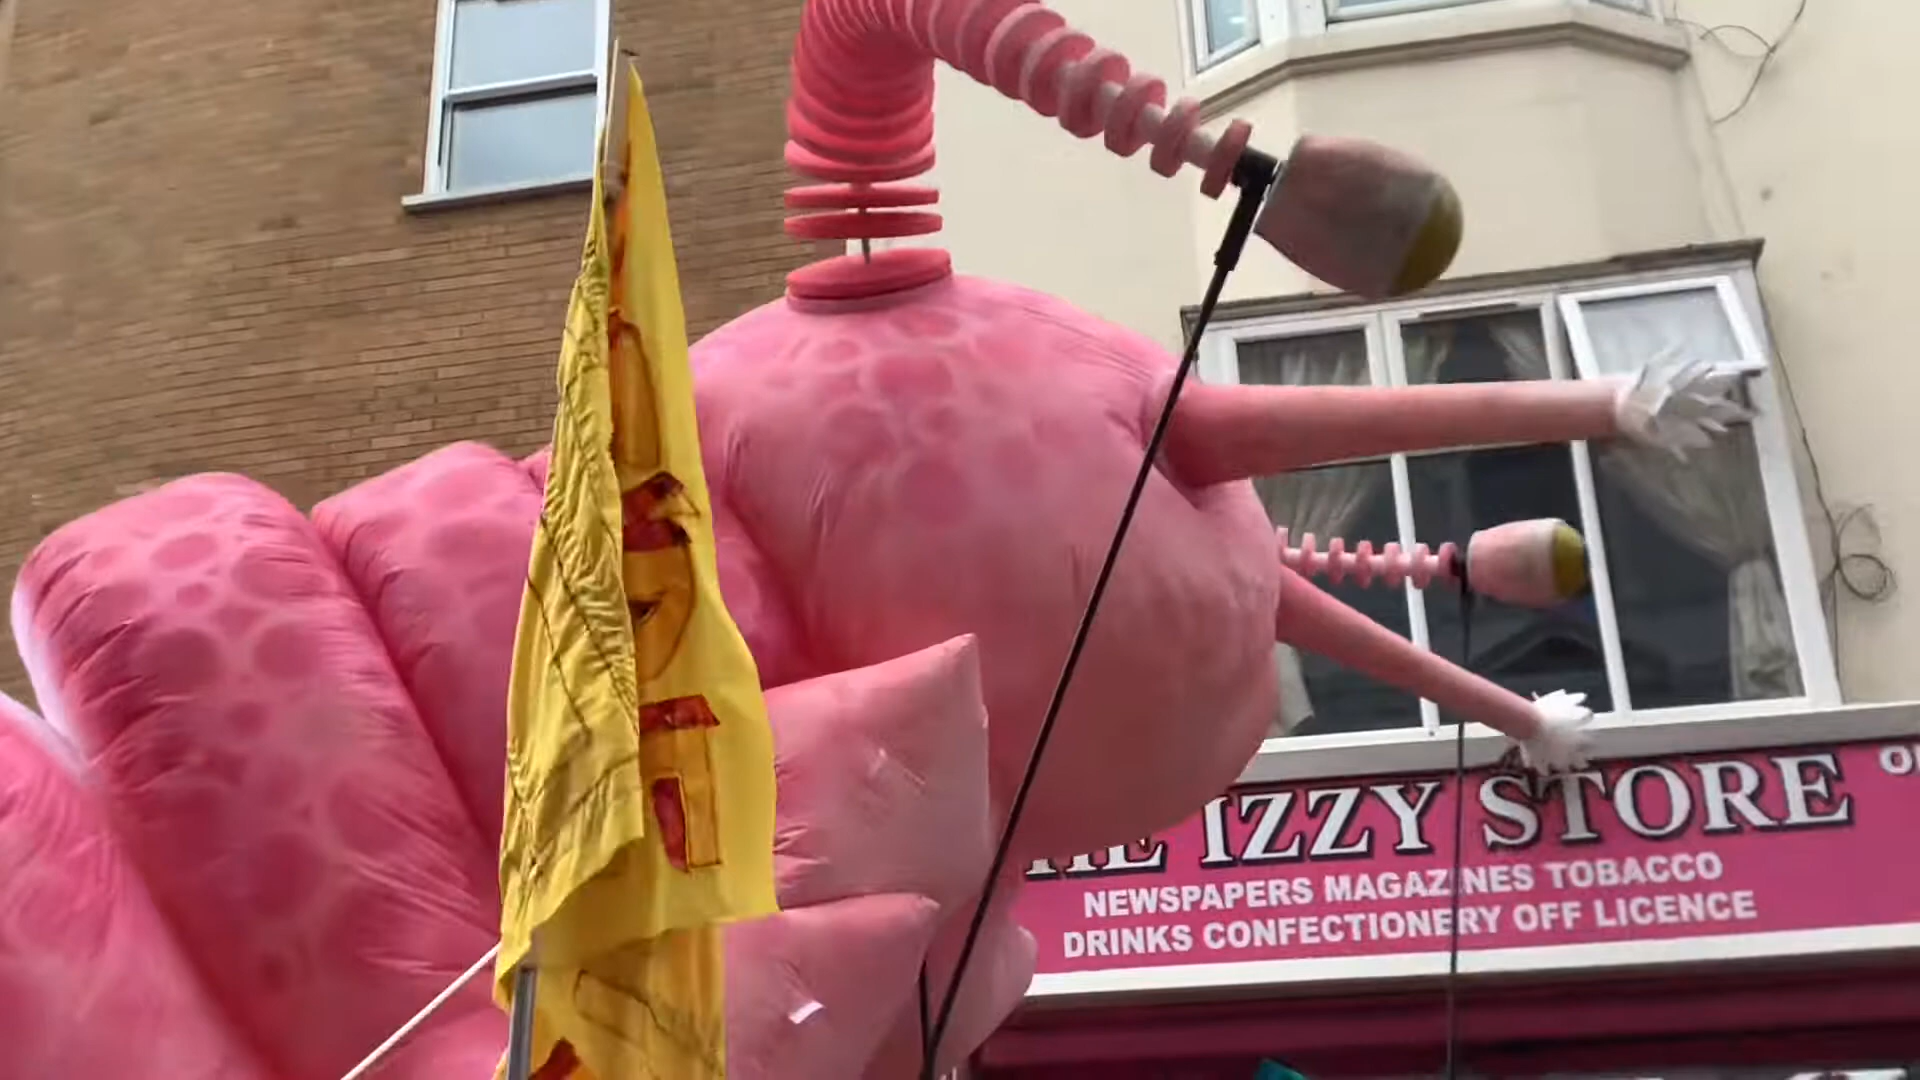 IZZY STORE
NEWSPAPERS MAGAZINES TOBACCO
DRINKS CONFECTIONERY OFF LICENCE